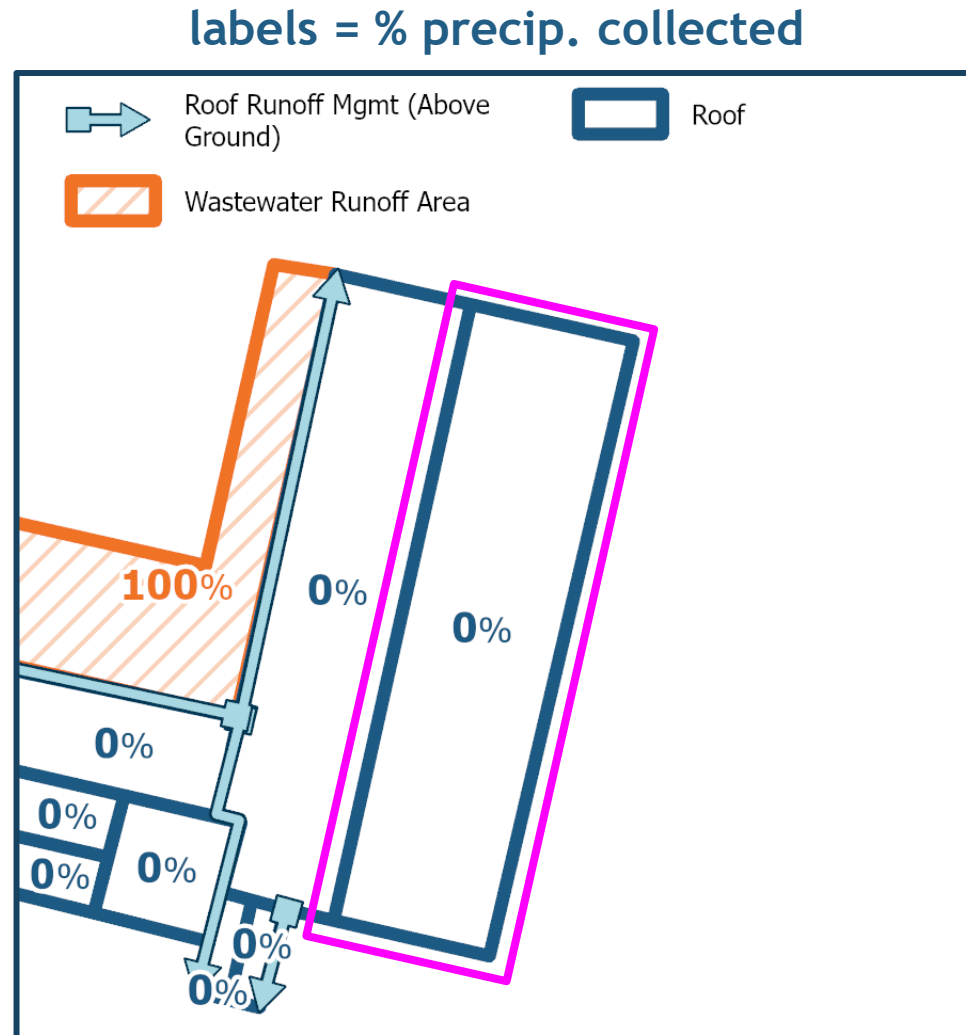 labels = % precip. collected
Roof Runoff Mgmt (Above
Ground)
Roof
Wastewater Runoff Area
100%
0%
0%
0%
0%
0%
0%
0%
0%